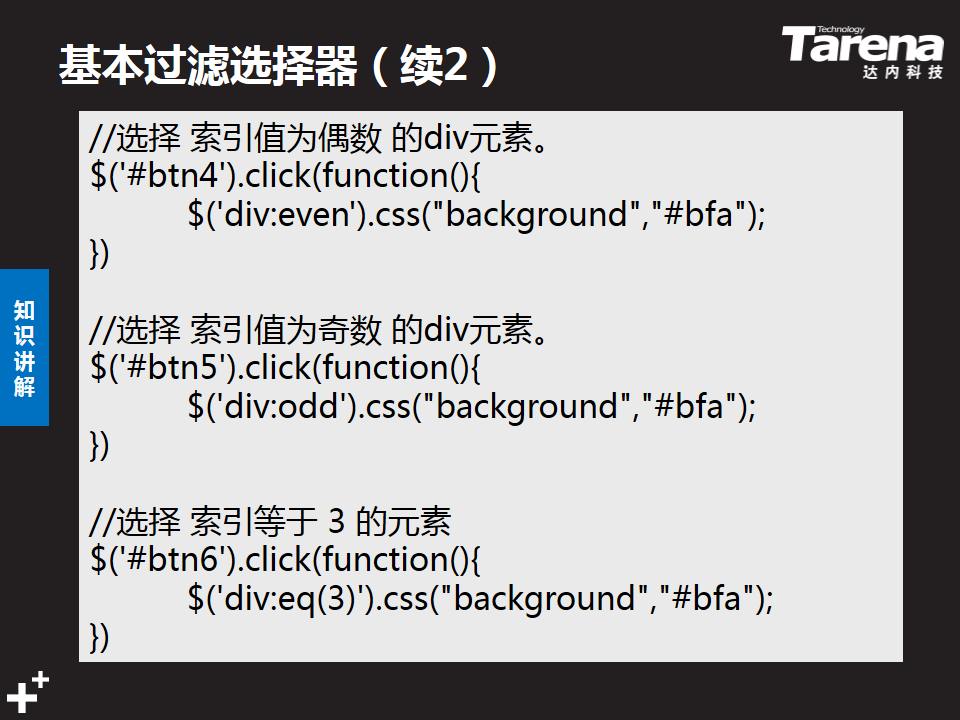 基本过滤选择器（续2）
Technology
Tarena
达内科技
//选择 索引值为偶数 的div元素。
$('#btn4').click(function(){
$('div:even').css("background","#bfa");
})
//选择 索引值为奇数 的div元素。
$('#btn5').click(function(){
$('div:odd').css("background","#bfa");
})
//选择 索引等于 3 的元素
$('#btn6').click(function(){
$('div:eq(3)').css("background","#bfa");
})
知识讲解